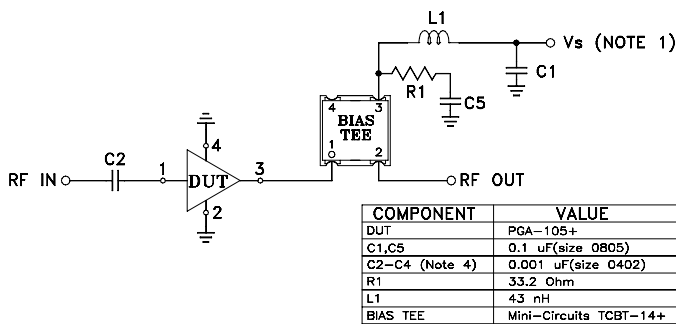 L1
Vs (NOTE 1)
C1
R1
C5
4 3
BIAS
TEE
1 2
C2
4
RF IN
1
DUT
3
2
RF OUT
COMPONENT VALUE
DUT PGA-105+
C1,C5 0.1 uF(size 0805)
C2-C4 (Note 4) 0.001 uF(size 0402)
R1 33.2 Ohm
L1 43 nH
BIAS TEE Mini-Circuits TCBT-14+